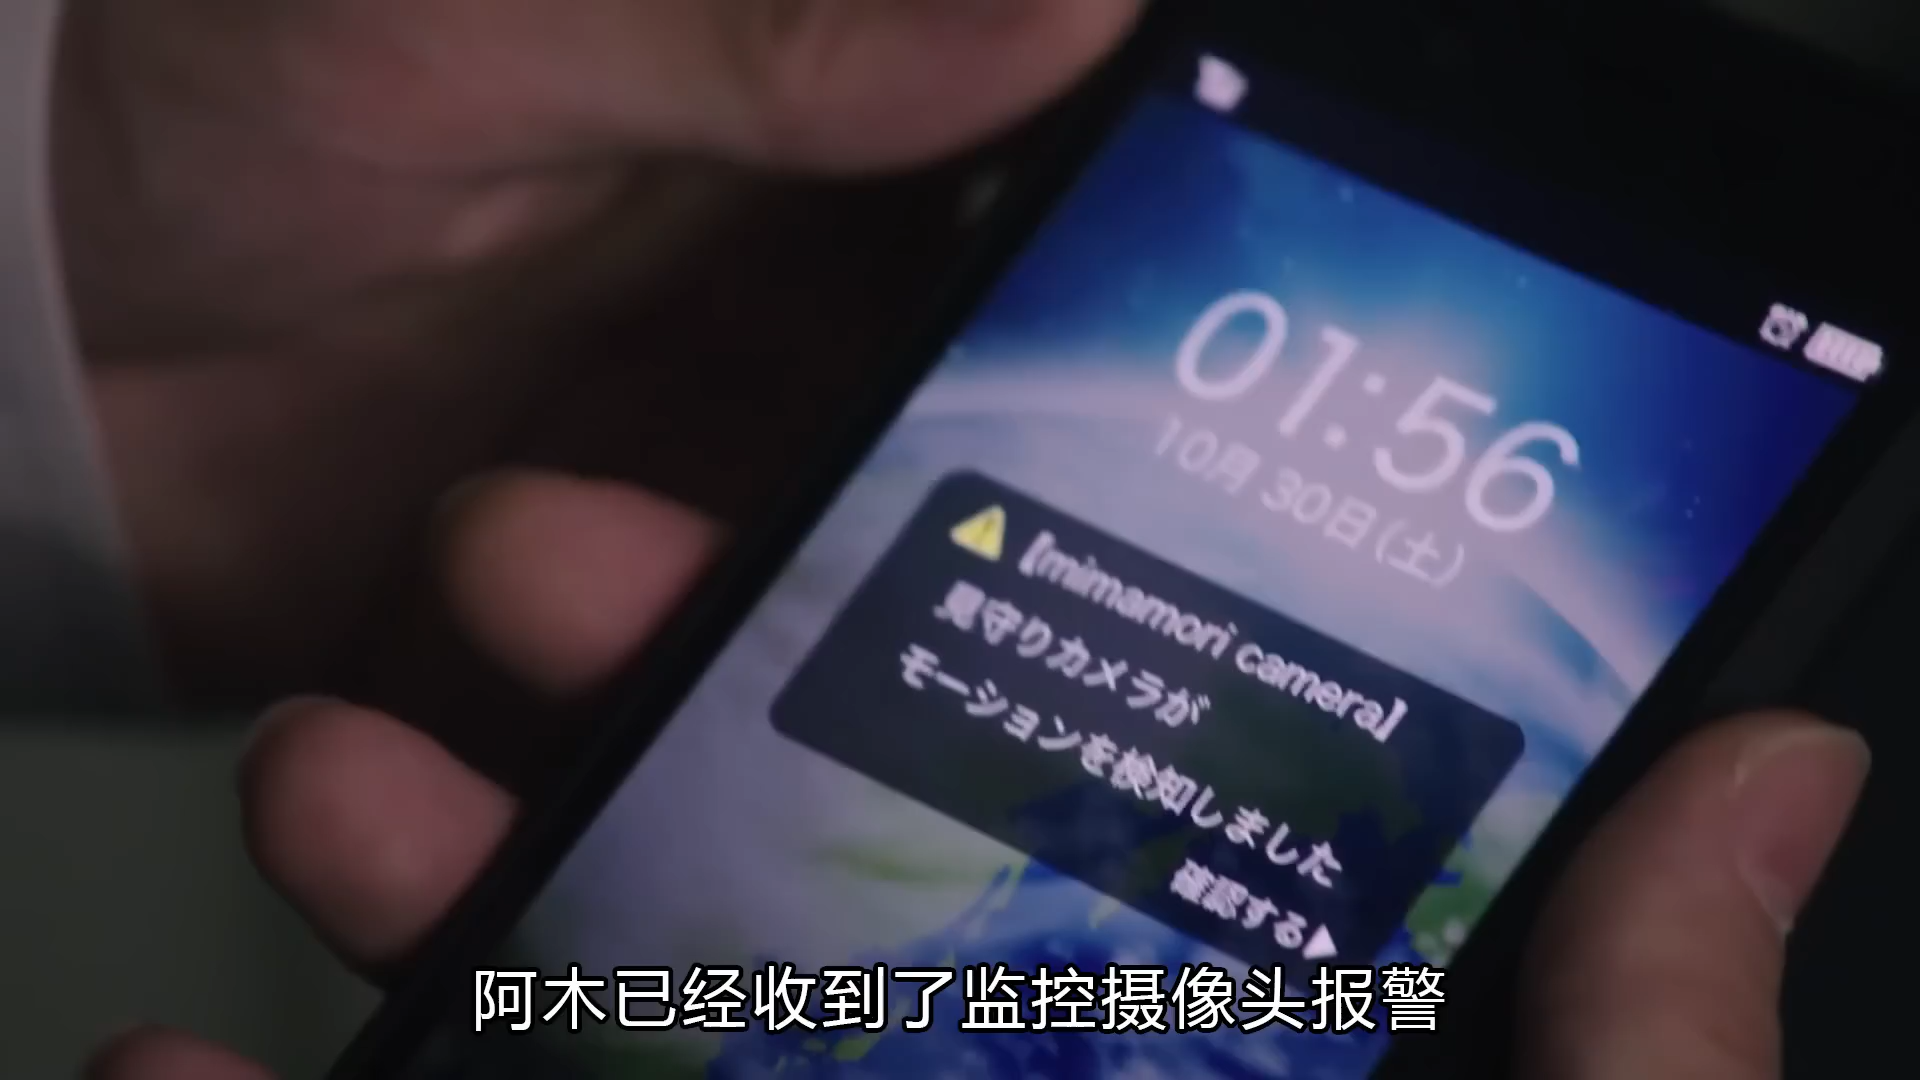 01:56
10月 30日(土)
【mimamori camera】
見守りカメラが
モーションを検知しました
確認する▶
阿木已经收到了监控摄像头报警